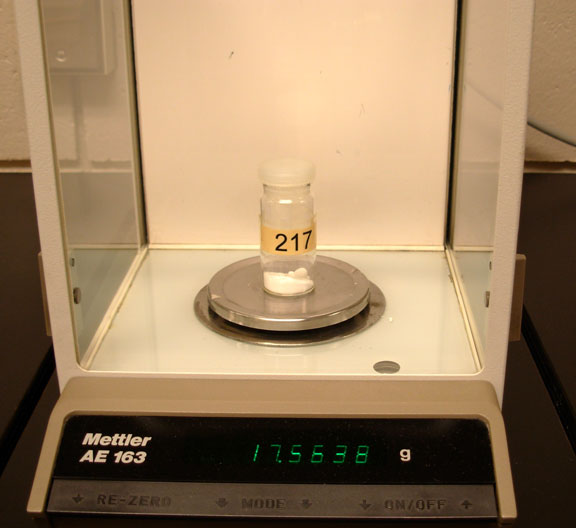 217
Mettler
AE 163
17.5638 g
RE-ZERO MODE ON/OFF